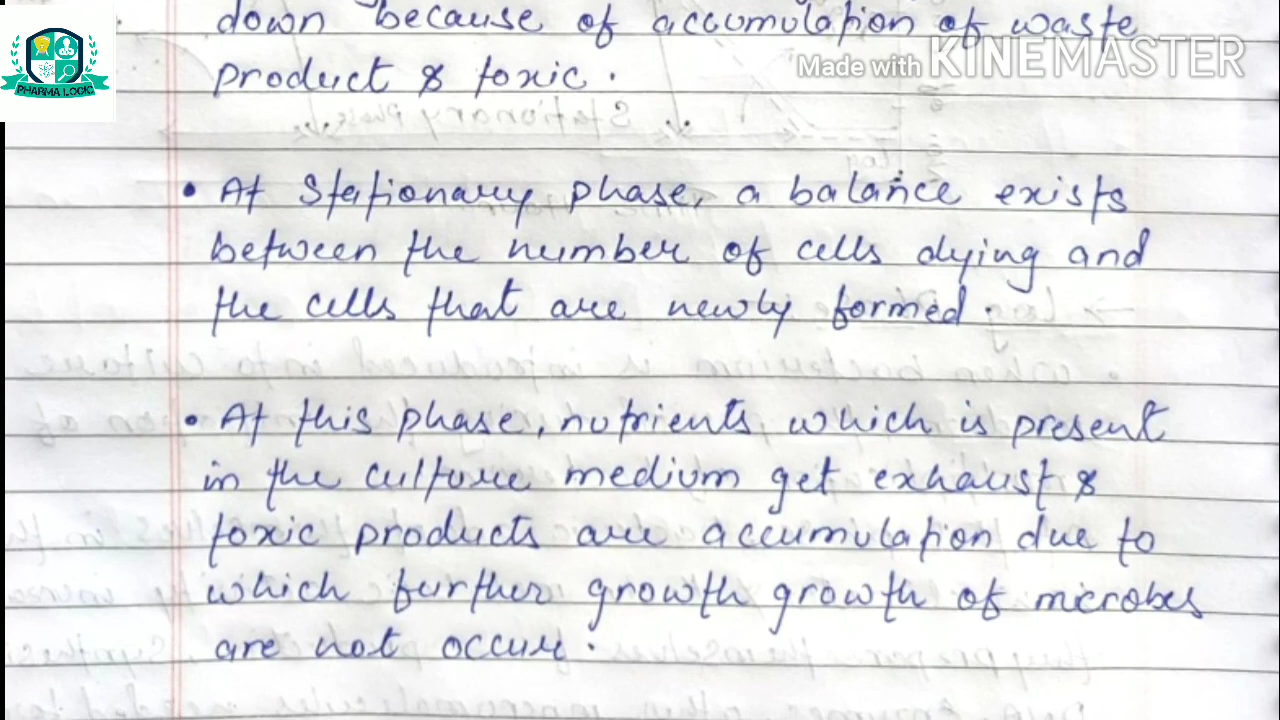 down because of accumulation of waste
product & toxic.
Made with KINEMASTER
PHARMA LOGIC
• At Stationary phase, a balance exists
between the number of cells dying and
the cells that are newly formed.
• At this phase, nutrients which is present
in the culture medium get exhaust &
toxic products are accumulation due to
which further growth growth of microbes
are not occure.